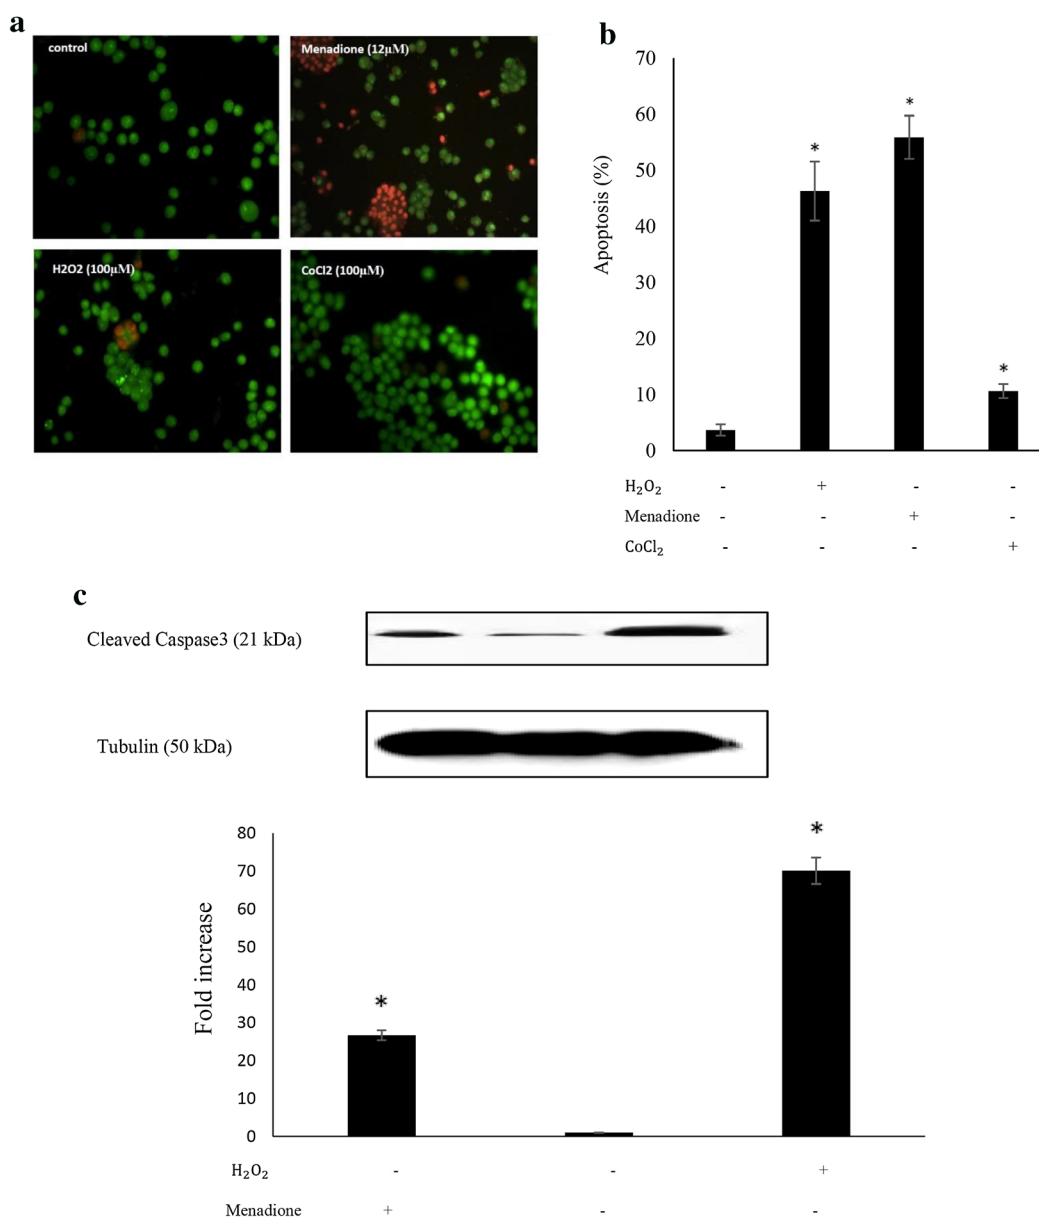 a
control
Menadione (12μM)
H2O2 (100μM)
CoCl2 (100μM)
b
70
60
50
40
30
20
10
0
Apoptosis (%)
* * *
H₂O₂ - + - -
Menadione - - + -
CoCl₂ - - - +
c
Cleaved Caspase3 (21 kDa)
Tubulin (50 kDa)
80
70
60
50
40
30
20
10
0
Fold increase
* *
H₂O₂ - - +
Menadione + - -